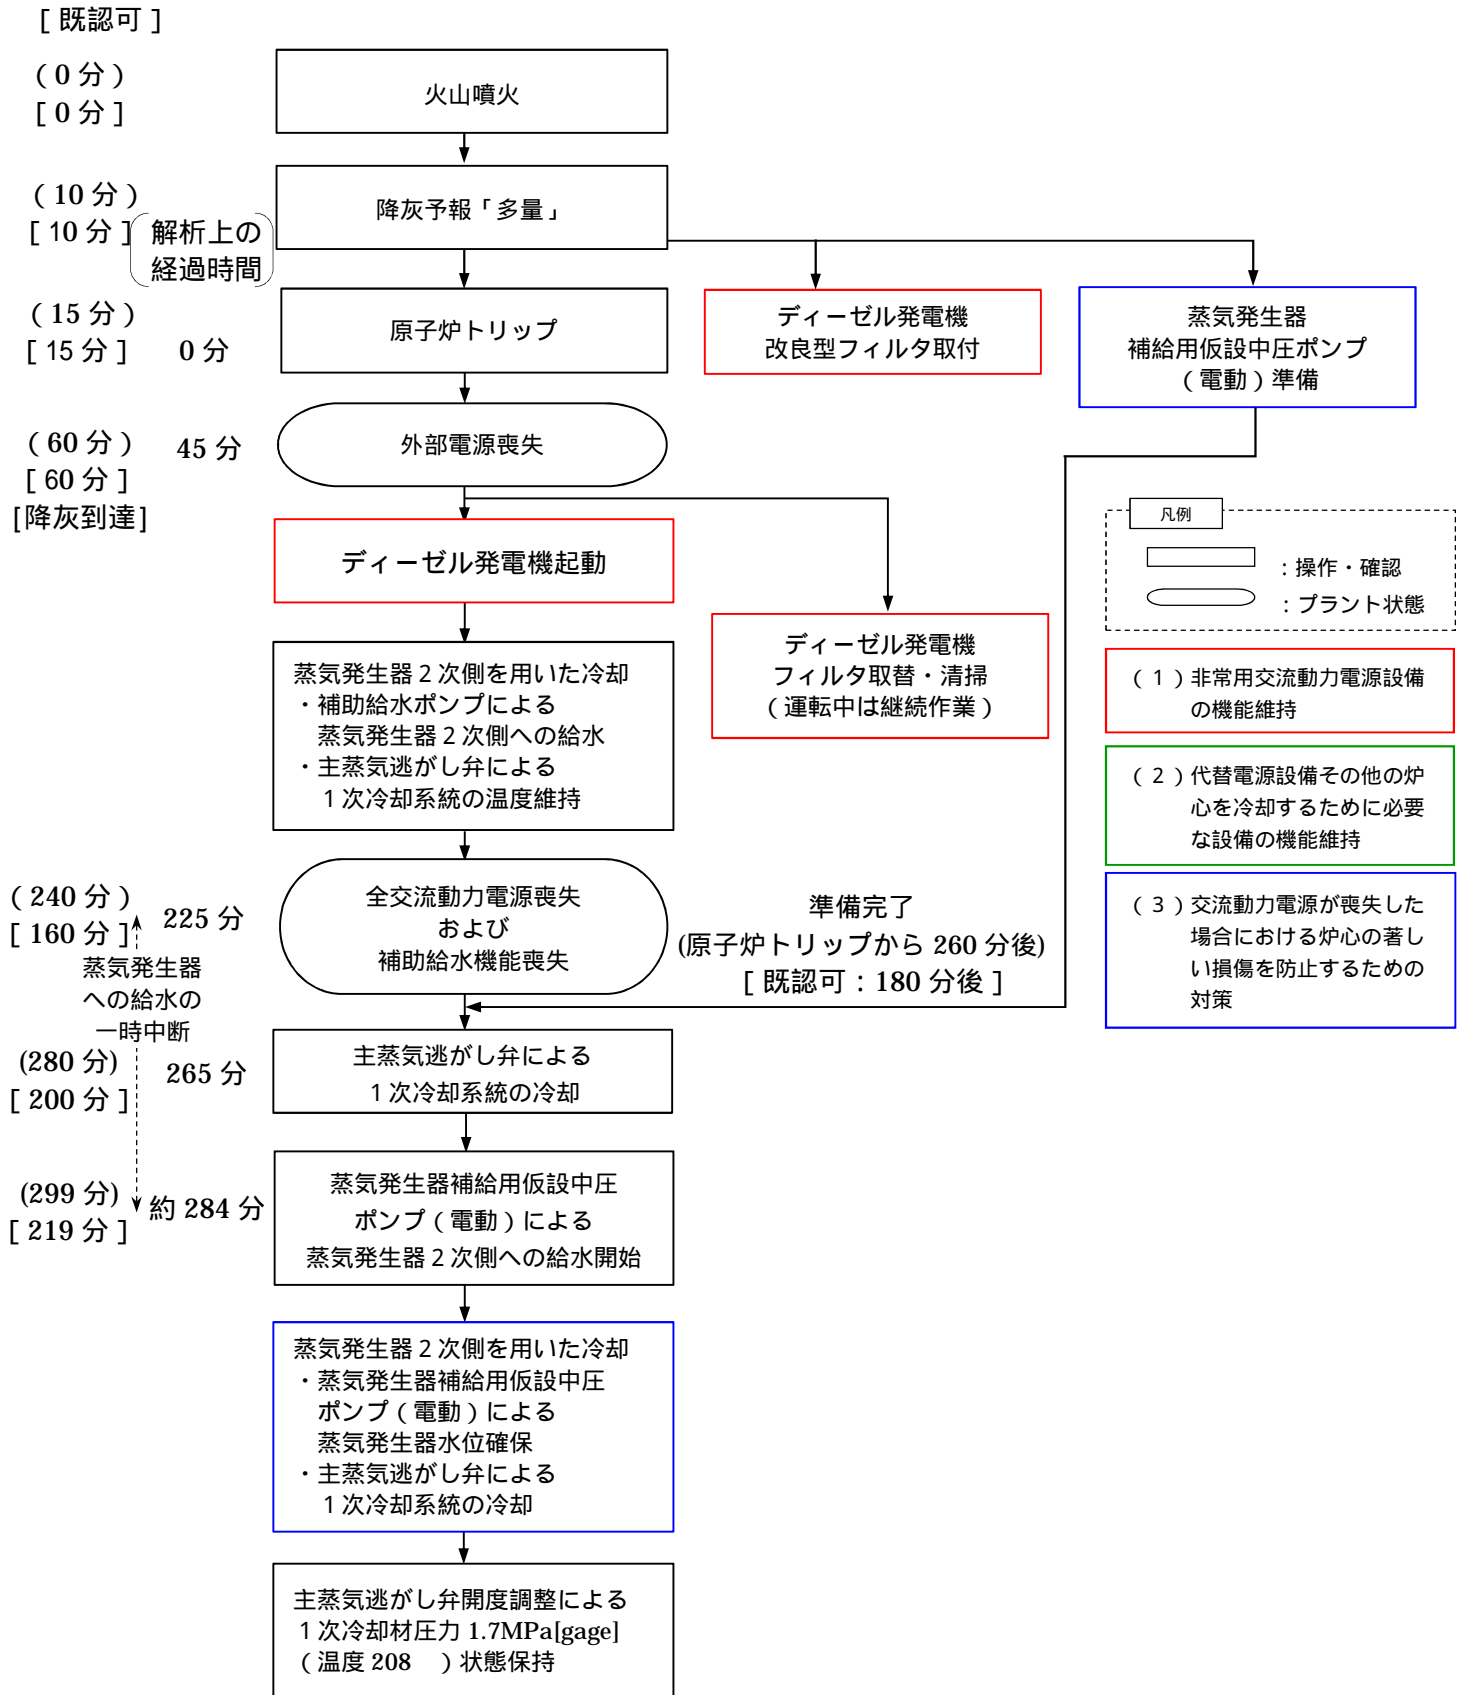 [ 既認可 ]
( 0 分 )
[ 0 分 ]
火山噴火
( 10 分 )
[ 10 分 ]
解析上の
経過時間
降灰予報「多量」
( 15 分 )
[ 15 分 ]
0 分
原子炉トリップ
ディーゼル発電機
改良型フィルタ取付
蒸気発生器
補給用仮設中圧ポンプ
（電動）準備
( 60 分 )
[ 60 分 ]
[降灰到達]
45 分
外部電源喪失
ディーゼル発電機起動
ディーゼル発電機
フィルタ取替・清掃
（運転中は継続作業）
凡例
：操作・確認
：プラント状態
（１）非常用交流動力電源設備
の機能維持
（２）代替電源設備その他の炉
心を冷却するために必要
な設備の機能維持
（３）交流動力電源が喪失した
場合における炉心の著し
い損傷を防止するための
対策
蒸気発生器２次側を用いた冷却
・補助給水ポンプによる
蒸気発生器２次側への給水
・主蒸気逃がし弁による
１次冷却系統の温度維持
( 240 分 )
[ 160 分 ]
225 分
全交流動力電源喪失
および
補助給水機能喪失
準備完了
(原子炉トリップから 260 分後)
[ 既認可：180 分後 ]
蒸気発生器
への給水の
一時中断
(280 分)
[ 200 分 ]
265 分
主蒸気逃がし弁による
１次冷却系統の冷却
(299 分)
[ 219 分 ]
約 284 分
蒸気発生器補給用仮設中圧
ポンプ（電動）による
蒸気発生器２次側への給水開始
蒸気発生器２次側を用いた冷却
・蒸気発生器補給用仮設中圧
ポンプ（電動）による
蒸気発生器水位確保
・主蒸気逃がし弁による
１次冷却系統の冷却
主蒸気逃がし弁開度調整による
１次冷却材圧力 1.7MPa[gage]
（温度 208　）状態保持